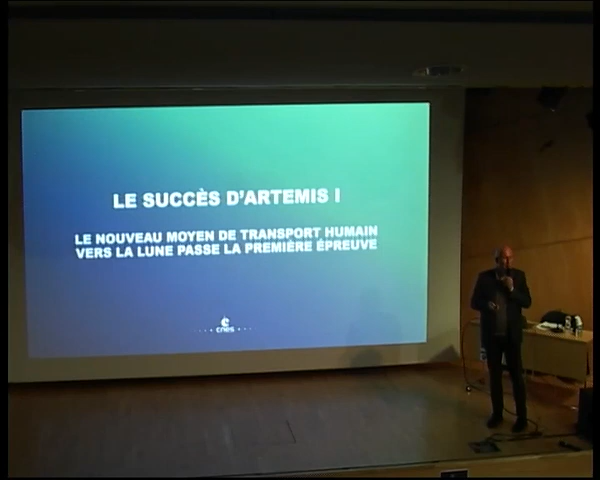 LE SUCCÈS D'ARTEMIS I
LE NOUVEAU MOYEN DE TRANSPORT HUMAIN
VERS LA LUNE PASSE LA PREMIÈRE ÉPREUVE
cnes